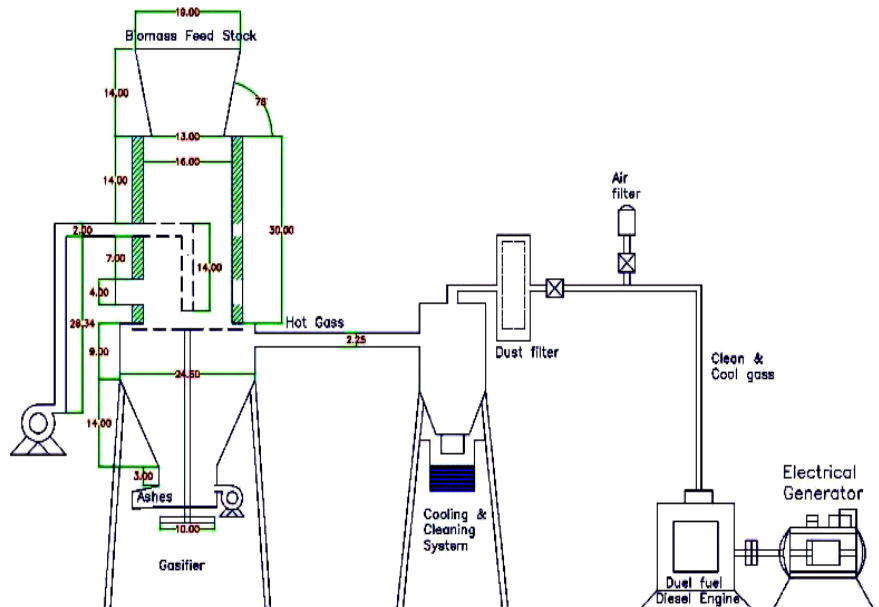 19.00
Biomass Feed Stock
14.00
78°
13.00
16.00
14.00
30.00
2.00
7.00
14.00
4.00
28.34
Hot Gass
9.00
2.25
24.50
14.00
3.00
Ashes
10.00
Gasifier
Cooling &
Cleaning
System
Dust filter
Air
filter
Clean &
Cool gass
Electrical
Generator
Duel fuel
Diesel Engine